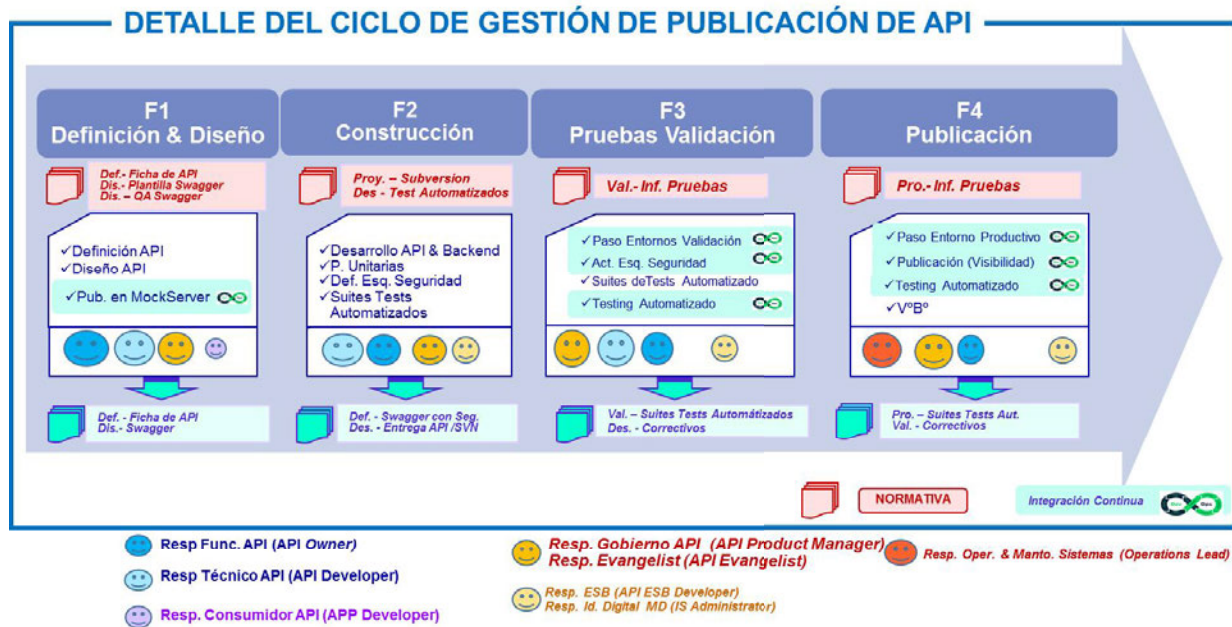 DETALLE DEL CICLO DE GESTIÓN DE PUBLICACIÓN DE API
F1
Definición & Diseño
Def.- Ficha de API
Dis.- Plantilla Swagger
Dis. – QA Swagger
✓Definición API
✓Diseño API
✓Pub. en MockServer
Def. - Ficha de API
Dis.- Swagger
F2
Construcción
Proy. – Subversion
Des - Test Automatizados
✓Desarrollo API & Backend
✓P. Unitarias
✓Def. Esq. Seguridad
✓Suites Tests
Automatizados
Def. - Swagger con Seg.
Des. - Entrega API /SVN
F3
Pruebas Validación
Val.- Inf. Pruebas
✓Paso Entornos Validación
✓Act. Esq. Seguridad
✓Suites deTests Automatizado
✓Testing Automatizado
Val. – Suites Tests Automátizados
Des. - Correctivos
F4
Publicación
Pro.- Inf. Pruebas
✓Paso Entorno Productivo
✓Publicación (Visibilidad)
✓Testing Automatizado
✓VºBº
Pro. – Suites Tests Aut.
Val. - Correctivos
NORMATIVA
Integración Continua
Resp Func. API (API Owner)
Resp Técnico API (API Developer)
Resp. Consumidor API (APP Developer)
Resp. Gobierno API (API Product Manager)
Resp. Evangelist (API Evangelist)
Resp. ESB (API ESB Developer)
Resp. Id. Digital MD (IS Administrator)
Resp. Oper. & Manto. Sistemas (Operations Lead)